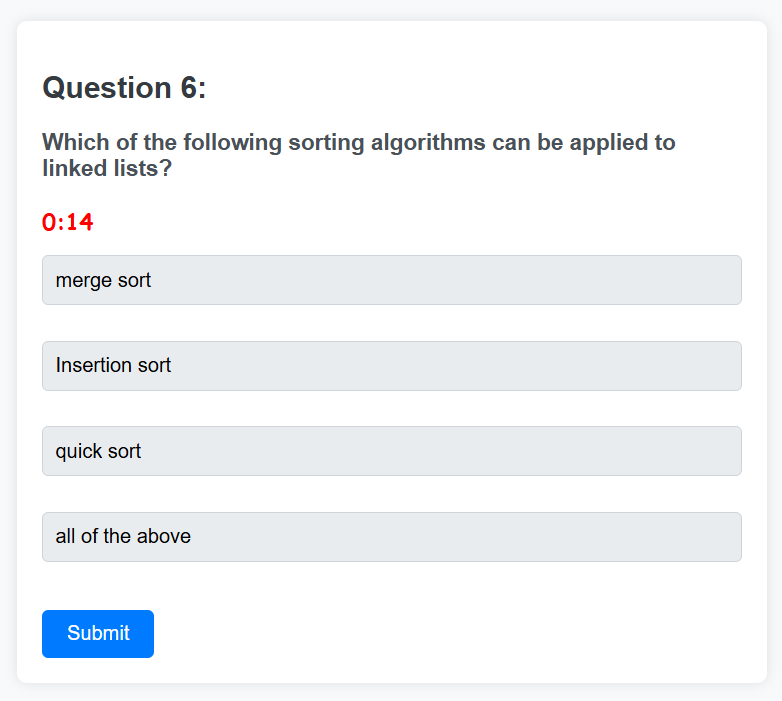 Question 6:
Which of the following sorting algorithms can be applied to
linked lists?
0:14
merge sort
Insertion sort
quick sort
all of the above
Submit